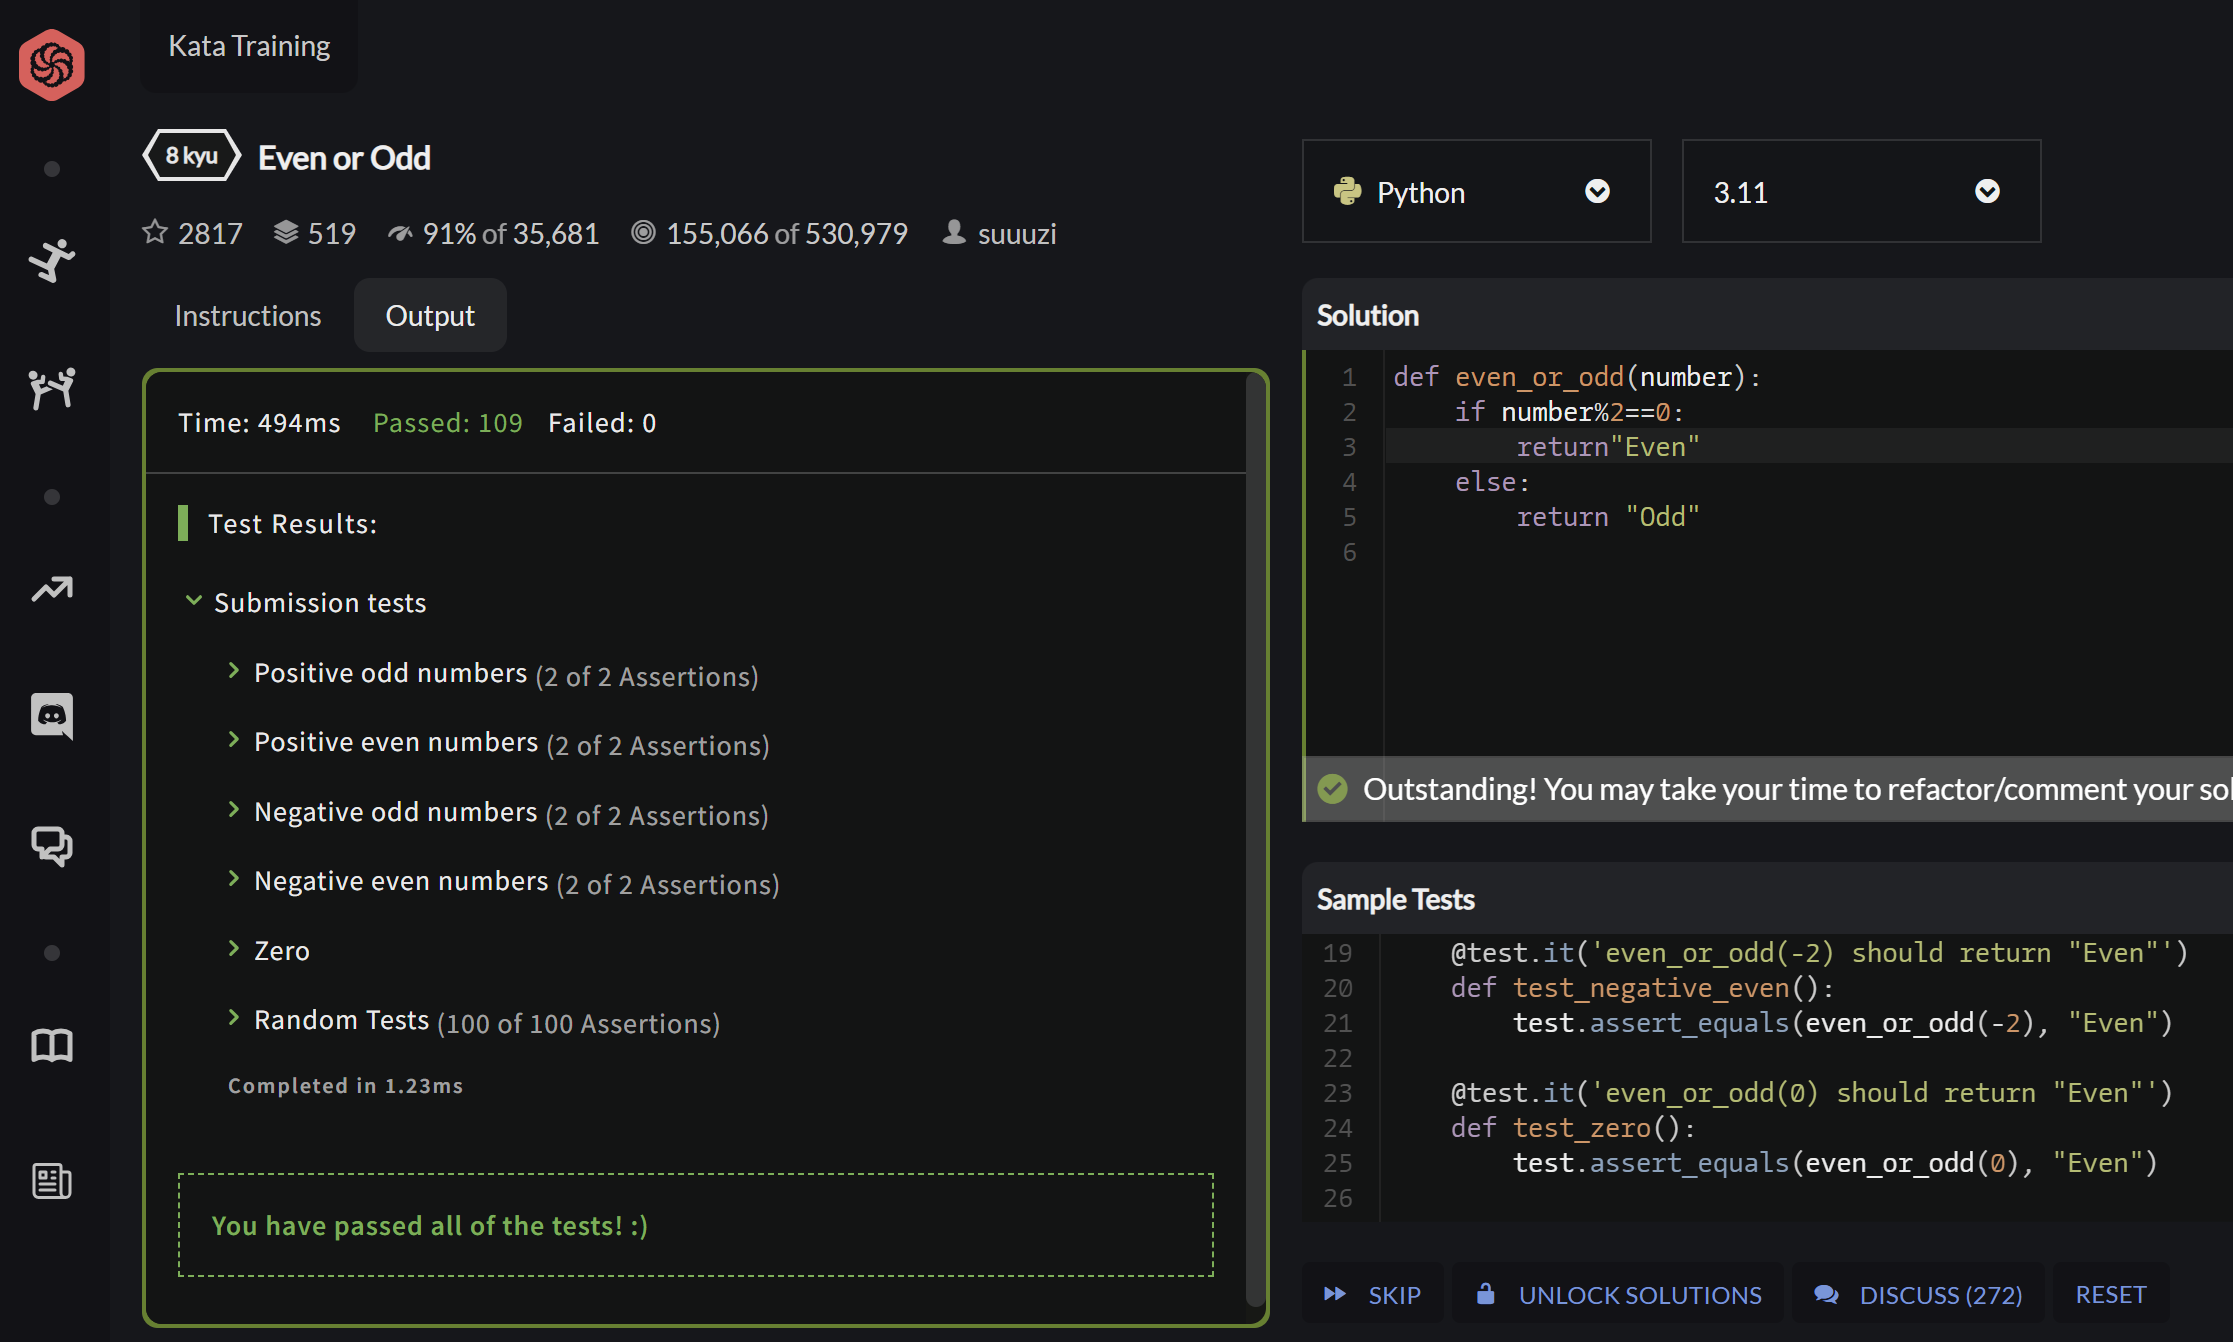 Kata Training
8 kyu Even or Odd
2817 519 91% of 35,681 155,066 of 530,979 suuuzi
Instructions Output
Time: 494ms Passed: 109 Failed: 0
Test Results:
Submission tests
Positive odd numbers (2 of 2 Assertions)
Positive even numbers (2 of 2 Assertions)
Negative odd numbers (2 of 2 Assertions)
Negative even numbers (2 of 2 Assertions)
Zero
Random Tests (100 of 100 Assertions)
Completed in 1.23ms
You have passed all of the tests! :)
Python 3.11
Solution
1 def even_or_odd(number):
2     if number%2==0:
3         return"Even"
4     else:
5         return "Odd"
6
Outstanding! You may take your time to refactor/comment your sol
Sample Tests
19     @test.it('even_or_odd(-2) should return "Even"')
20     def test_negative_even():
21         test.assert_equals(even_or_odd(-2), "Even")
22
23     @test.it('even_or_odd(0) should return "Even"')
24     def test_zero():
25         test.assert_equals(even_or_odd(0), "Even")
26
SKIP UNLOCK SOLUTIONS DISCUSS (272) RESET